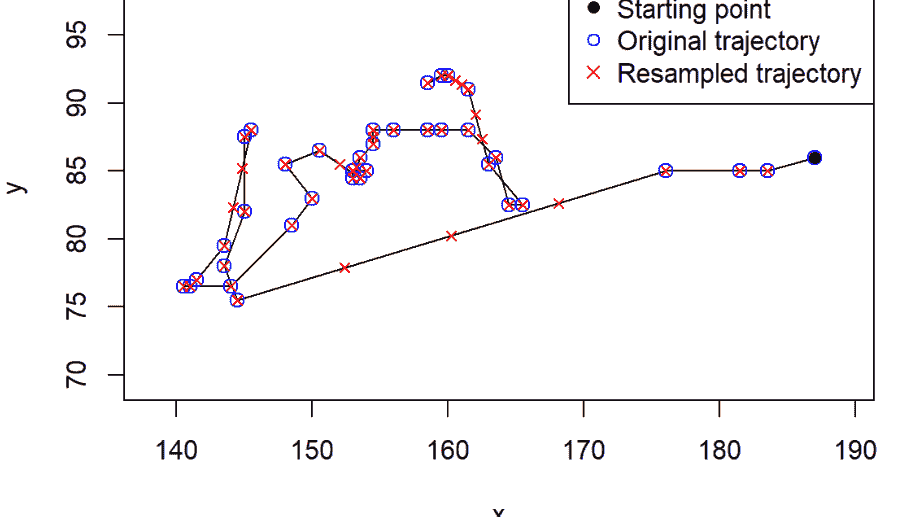 Starting point
Original trajectory
Resampled trajectory
95
90
85
80
75
70
y
140 150 160 170 180 190
x